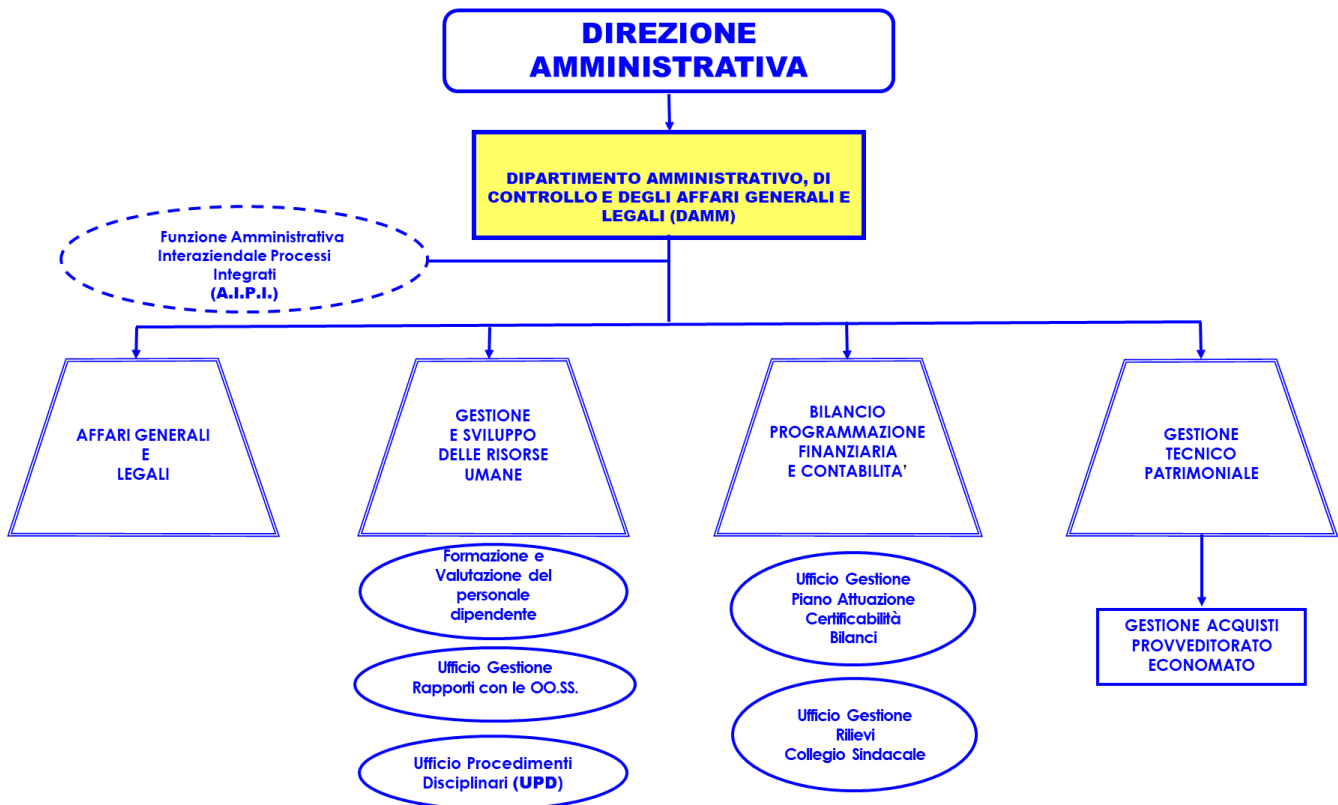 DIREZIONE
AMMINISTRATIVA
DIPARTIMENTO AMMINISTRATIVO, DI
CONTROLLO E DEGLI AFFARI GENERALI E
LEGALI (DAMM)
Funzione Amministrativa
Interaziendale Processi
Integrati
(A.I.P.I.)
AFFARI GENERALI
E
LEGALI
GESTIONE
E SVILUPPO
DELLE RISORSE
UMANE
BILANCIO
PROGRAMMAZIONE
FINANZIARIA
E CONTABILITA’
GESTIONE
TECNICO
PATRIMONIALE
Formazione e
Valutazione del
personale
dipendente
Ufficio Gestione
Rapporti con le OO.SS.
Ufficio Procedimenti
Disciplinari (UPD)
Ufficio Gestione
Piano Attuazione
Certificabilità
Bilanci
Ufficio Gestione
Rilievi
Collegio Sindacale
GESTIONE ACQUISTI
PROVVEDITORATO
ECONOMATO